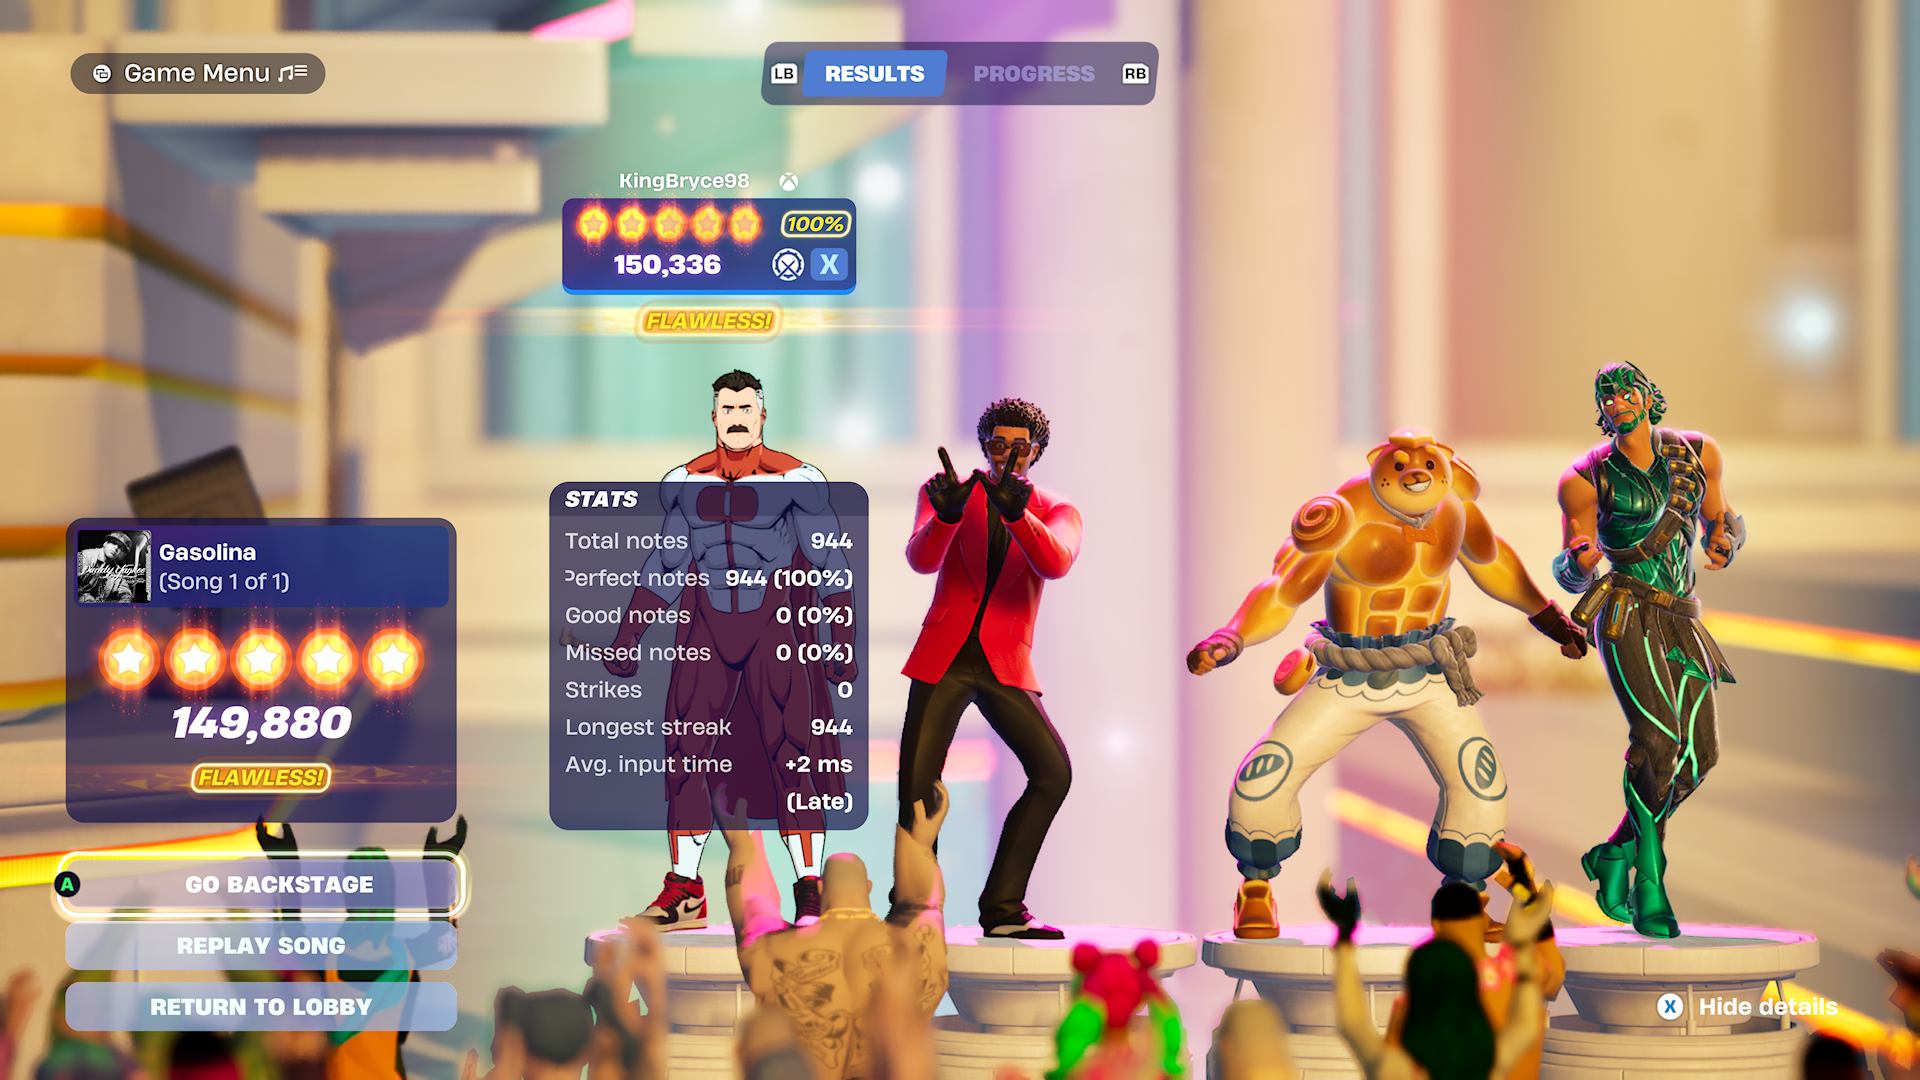 Game Menu
LB RESULTS PROGRESS RB
KingBryce98
100%
150,336
X
FLAWLESS!
STATS
Total notes 944
Perfect notes 944 (100%)
Good notes 0 (0%)
Missed notes 0 (0%)
Strikes 0
Longest streak 944
Avg. input time +2 ms
(Late)
Daddy Yankee
Gasolina
(Song 1 of 1)
149,880
FLAWLESS!
A GO BACKSTAGE
REPLAY SONG
RETURN TO LOBBY
X Hide details